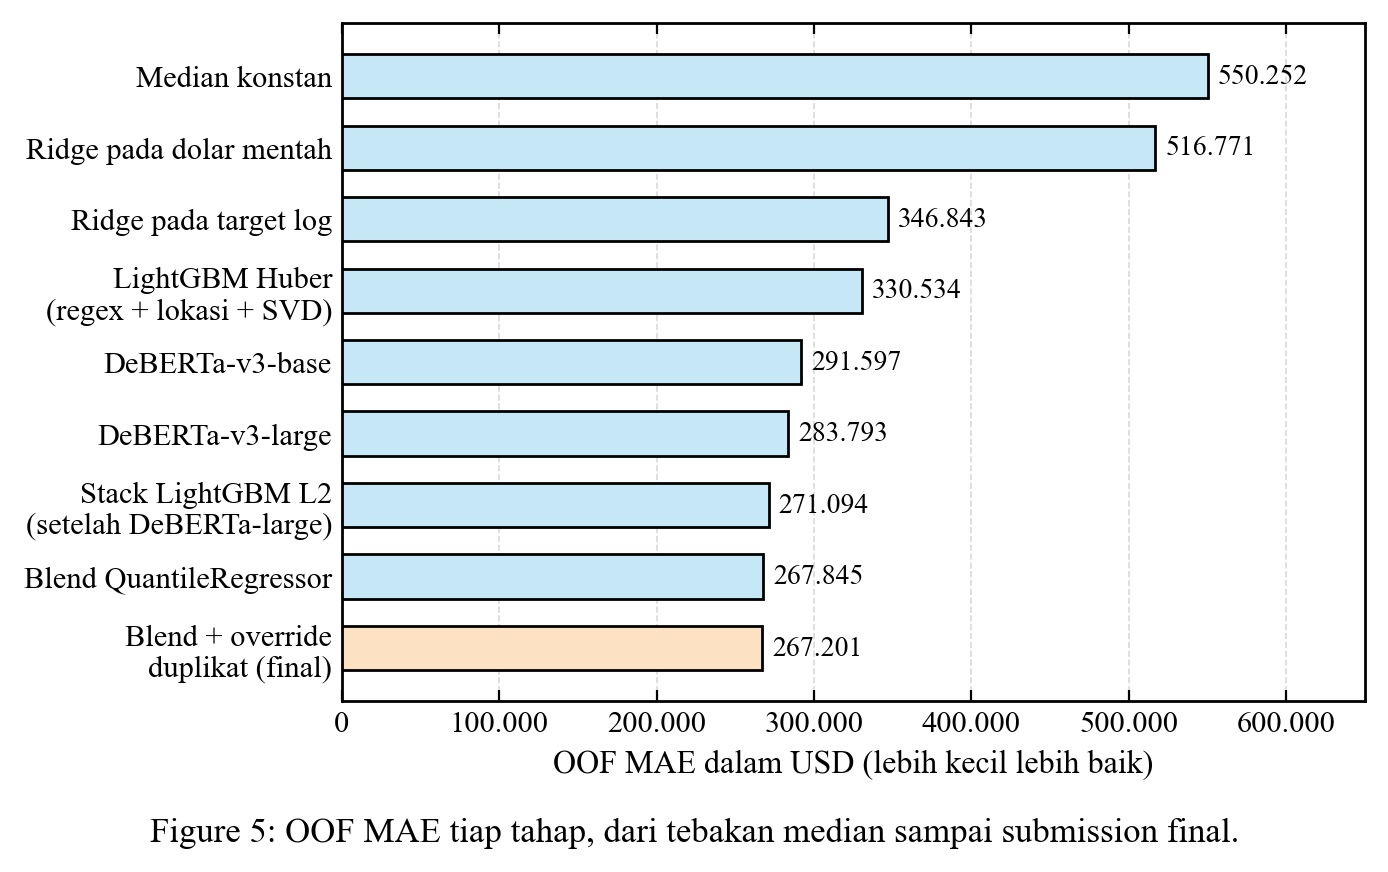 Median konstan
550.252
Ridge pada dolar mentah
516.771
Ridge pada target log
346.843
LightGBM Huber
(regex + lokasi + SVD)
330.534
DeBERTa-v3-base
291.597
DeBERTa-v3-large
283.793
Stack LightGBM L2
(setelah DeBERTa-large)
271.094
Blend QuantileRegressor
267.845
Blend + override
duplikat (final)
267.201
0 100.000 200.000 300.000 400.000 500.000 600.000
OOF MAE dalam USD (lebih kecil lebih baik)
Figure 5: OOF MAE tiap tahap, dari tebakan median sampai submission final.